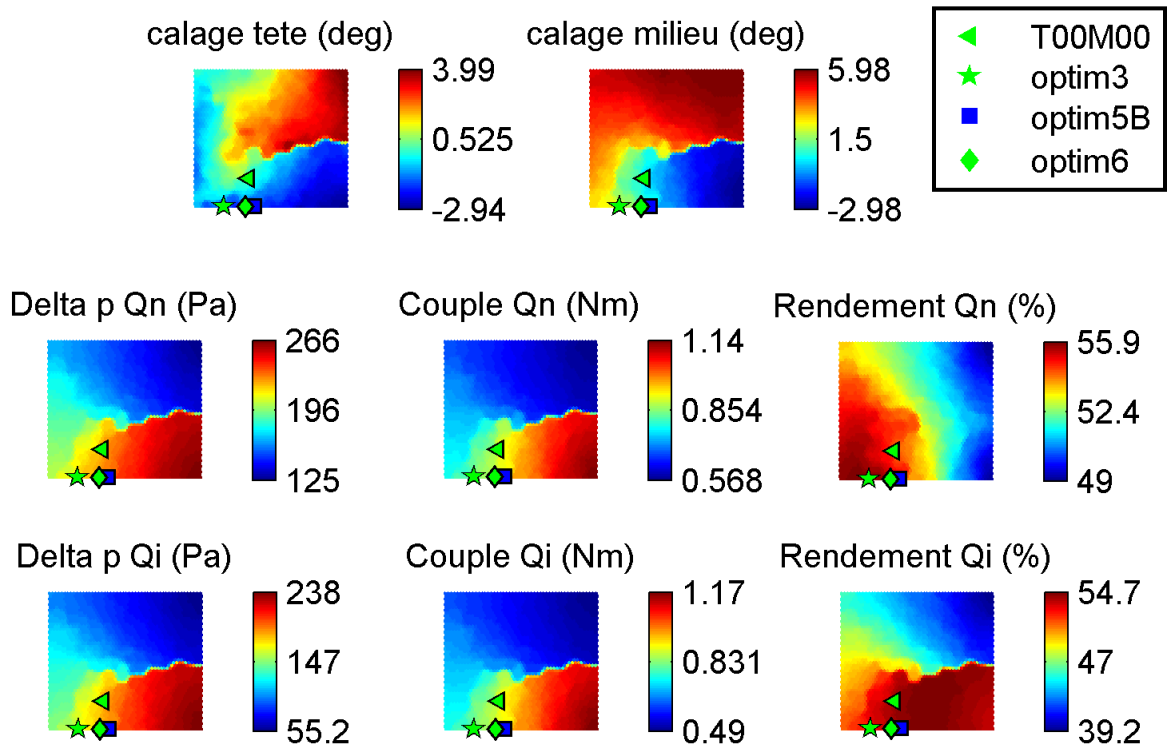 calage tete (deg)
3.99
0.525
-2.94
calage milieu (deg)
5.98
1.5
-2.98
T00M00
optim3
optim5B
optim6
Delta p Qn (Pa)
266
196
125
Couple Qn (Nm)
1.14
0.854
0.568
Rendement Qn (%)
55.9
52.4
49
Delta p Qi (Pa)
238
147
55.2
Couple Qi (Nm)
1.17
0.831
0.49
Rendement Qi (%)
54.7
47
39.2